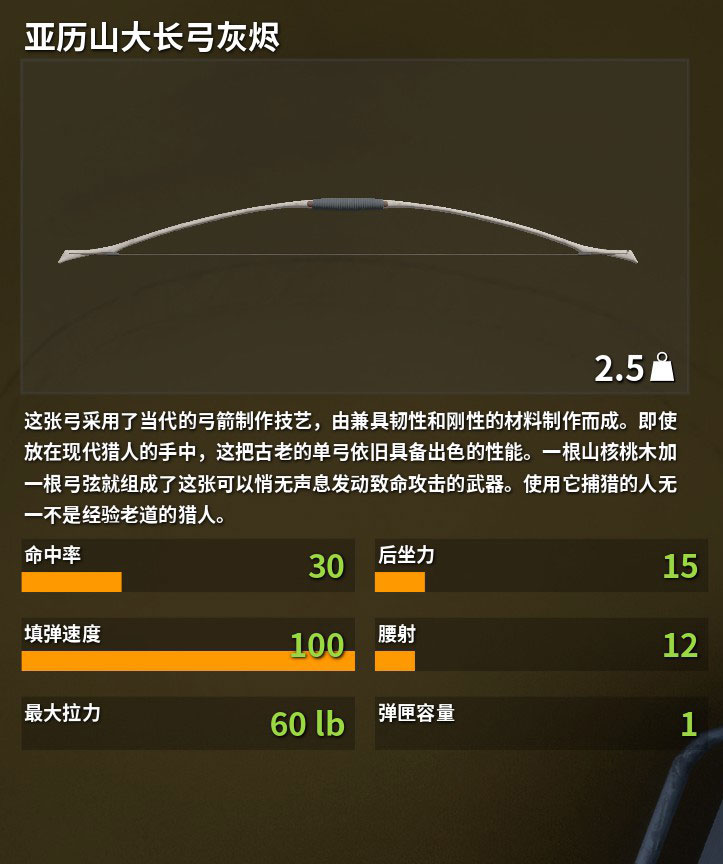 亚历山大长弓灰烬
2.5
这张弓采用了当代的弓箭制作技艺，由兼具韧性和刚性的材料制作而成。即使
放在现代猎人的手中，这把古老的单弓依旧具备出色的性能。一根山核桃木加
一根弓弦就组成了这张可以悄无声息发动致命攻击的武器。使用它捕猎的人无
一不是经验老道的猎人。
命中率 30
后坐力 15
填弹速度 100
腰射 12
最大拉力 60 lb
弹匣容量 1